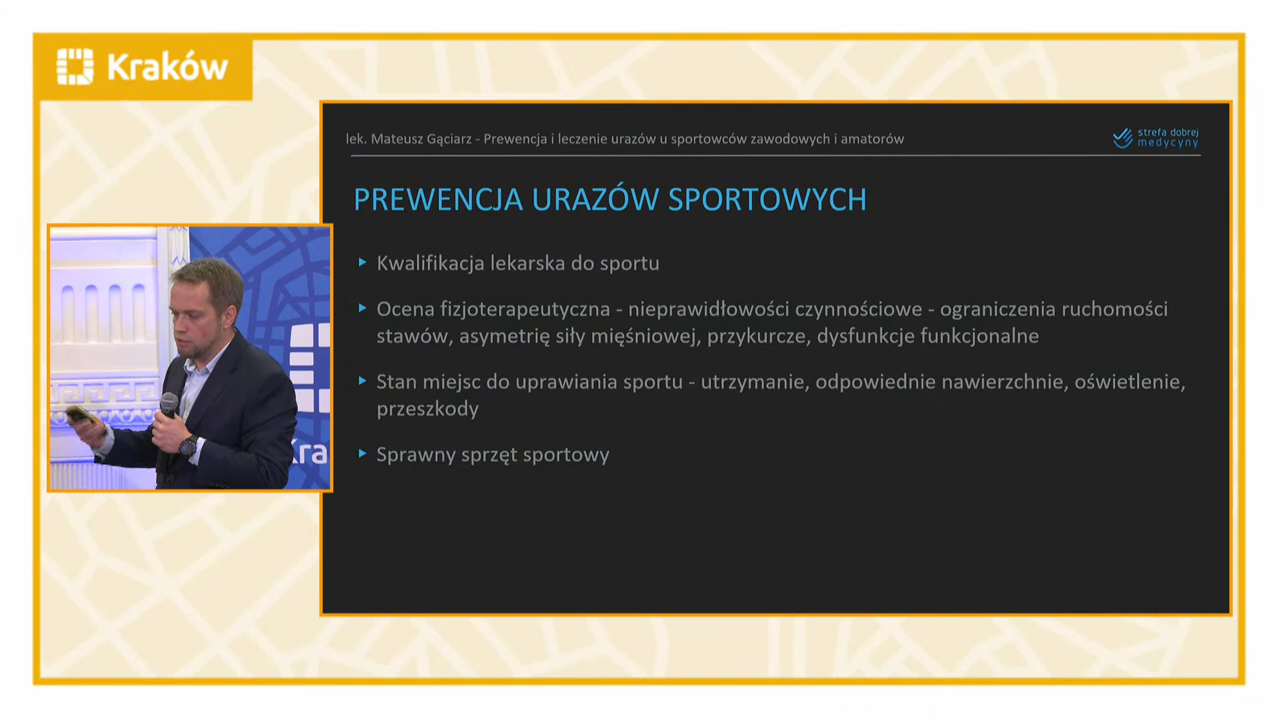 Kraków
lek. Mateusz Gąciarz - Prewencja i leczenie urazów u sportowców zawodowych i amatorów
strefa dobrej
medycyny
PREWENCJA URAZÓW SPORTOWYCH
Kwalifikacja lekarska do sportu
Ocena fizjoterapeutyczna - nieprawidłowości czynnościowe - ograniczenia ruchomości
stawów, asymetrię siły mięśniowej, przykurcze, dysfunkcje funkcjonalne
Stan miejsc do uprawiania sportu - utrzymanie, odpowiednie nawierzchnie, oświetlenie,
przeszkody
Sprawny sprzęt sportowy
Kra